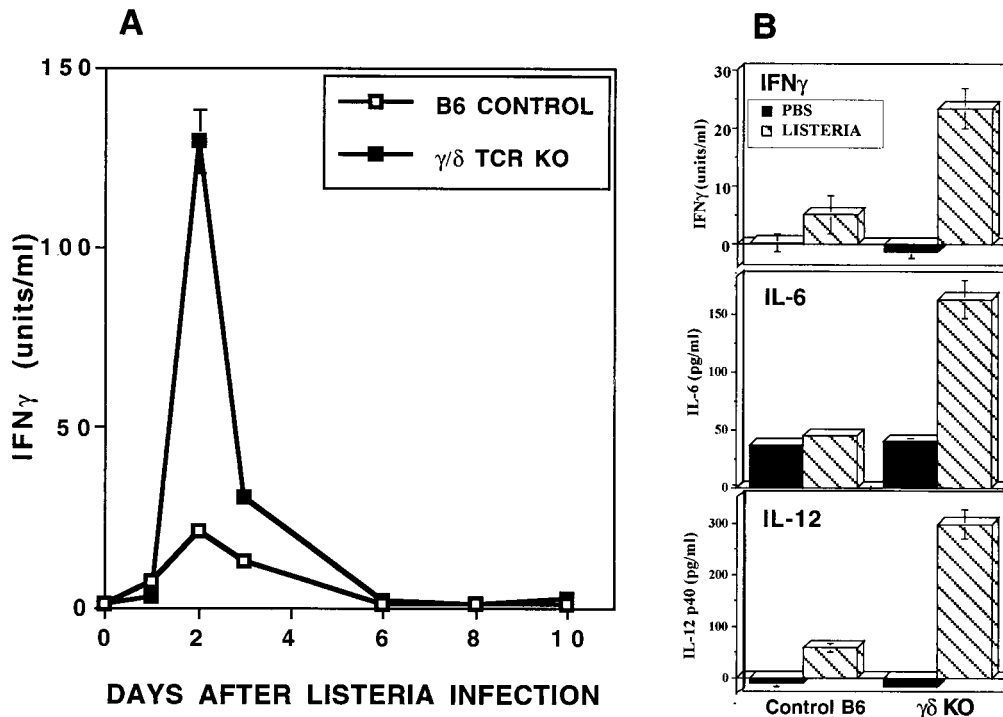 A
150
100
50
0
IFNγ (units/ml)
B6 CONTROL
γ/δ TCR KO
0 2 4 6 8 10
DAYS AFTER LISTERIA INFECTION
B
30
20
10
0
IFNγ (units/ml)
IFNγ
PBS
LISTERIA
150
100
50
0
IL-6 (pg/ml)
IL-6
300
200
100
0
IL-12 p40 (pg/ml)
IL-12
Control B6 γδ KO